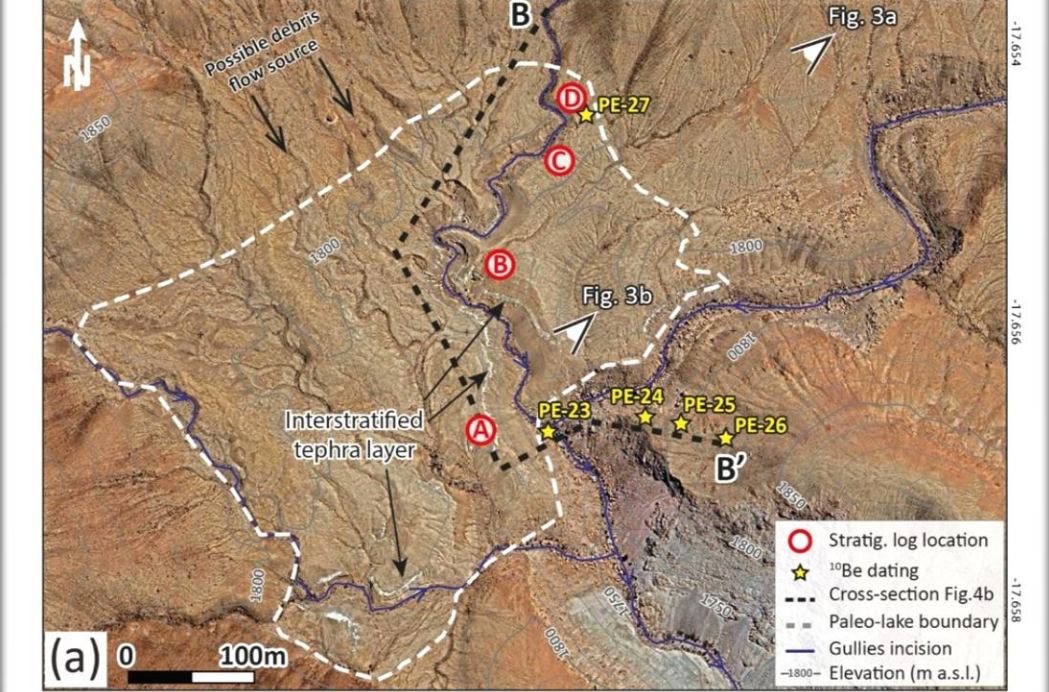 B
Fig. 3a
-17.654
N
Possible debris
flow source
D
PE-27
1850
C
1800
1800
B
Fig. 3b
-17.656
1800
Interstratified
tephra layer
A
PE-23
PE-24
PE-25
PE-26
B’
1850
1800
1800
1750
1750
1800
-17.658
Stratig. log location
¹⁰Be dating
Cross-section Fig.4b
Paleo-lake boundary
Gullies incision
–1800– Elevation (m a.s.l.)
(a)
0 100m